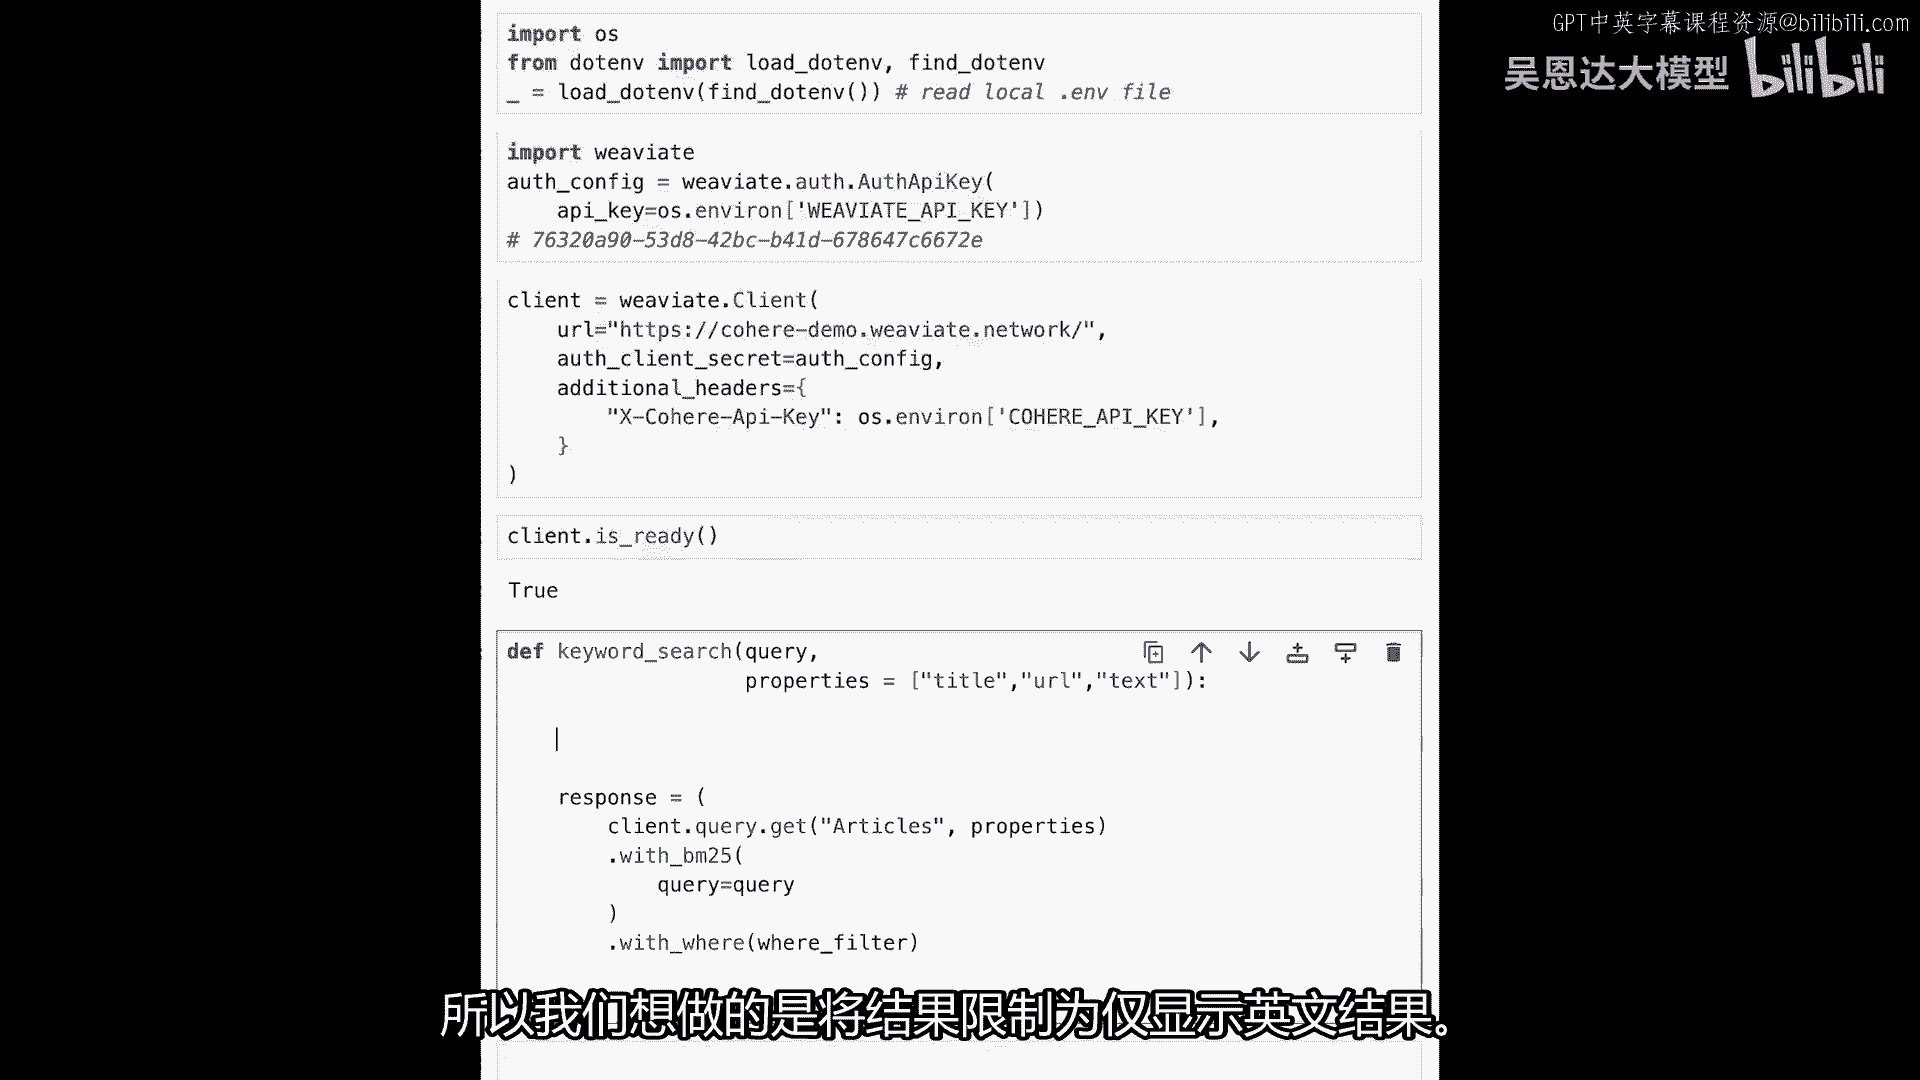 GPT中英字幕课程资源@bilibili.com
吴恩达大模型 bilibili
import os
from dotenv import load_dotenv, find_dotenv
_ = load_dotenv(find_dotenv()) # read local .env file
import weaviate
auth_config = weaviate.auth.AuthApiKey(
    api_key=os.environ['WEAVIATE_API_KEY'])
# 76320a90-53d8-42bc-b41d-678647c6672e
client = weaviate.Client(
    url="https://cohere-demo.weaviate.network/",
    auth_client_secret=auth_config,
    additional_headers={
        "X-Cohere-Api-Key": os.environ['COHERE_API_KEY'],
    }
)
client.is_ready()
True
def keyword_search(query,
                   properties = ["title","url","text"]):
    response = (
        client.query.get("Articles", properties)
        .with_bm25(
            query=query
        )
        .with_where(where_filter)
所以我们想做的是将结果限制为仅显示英文结果。